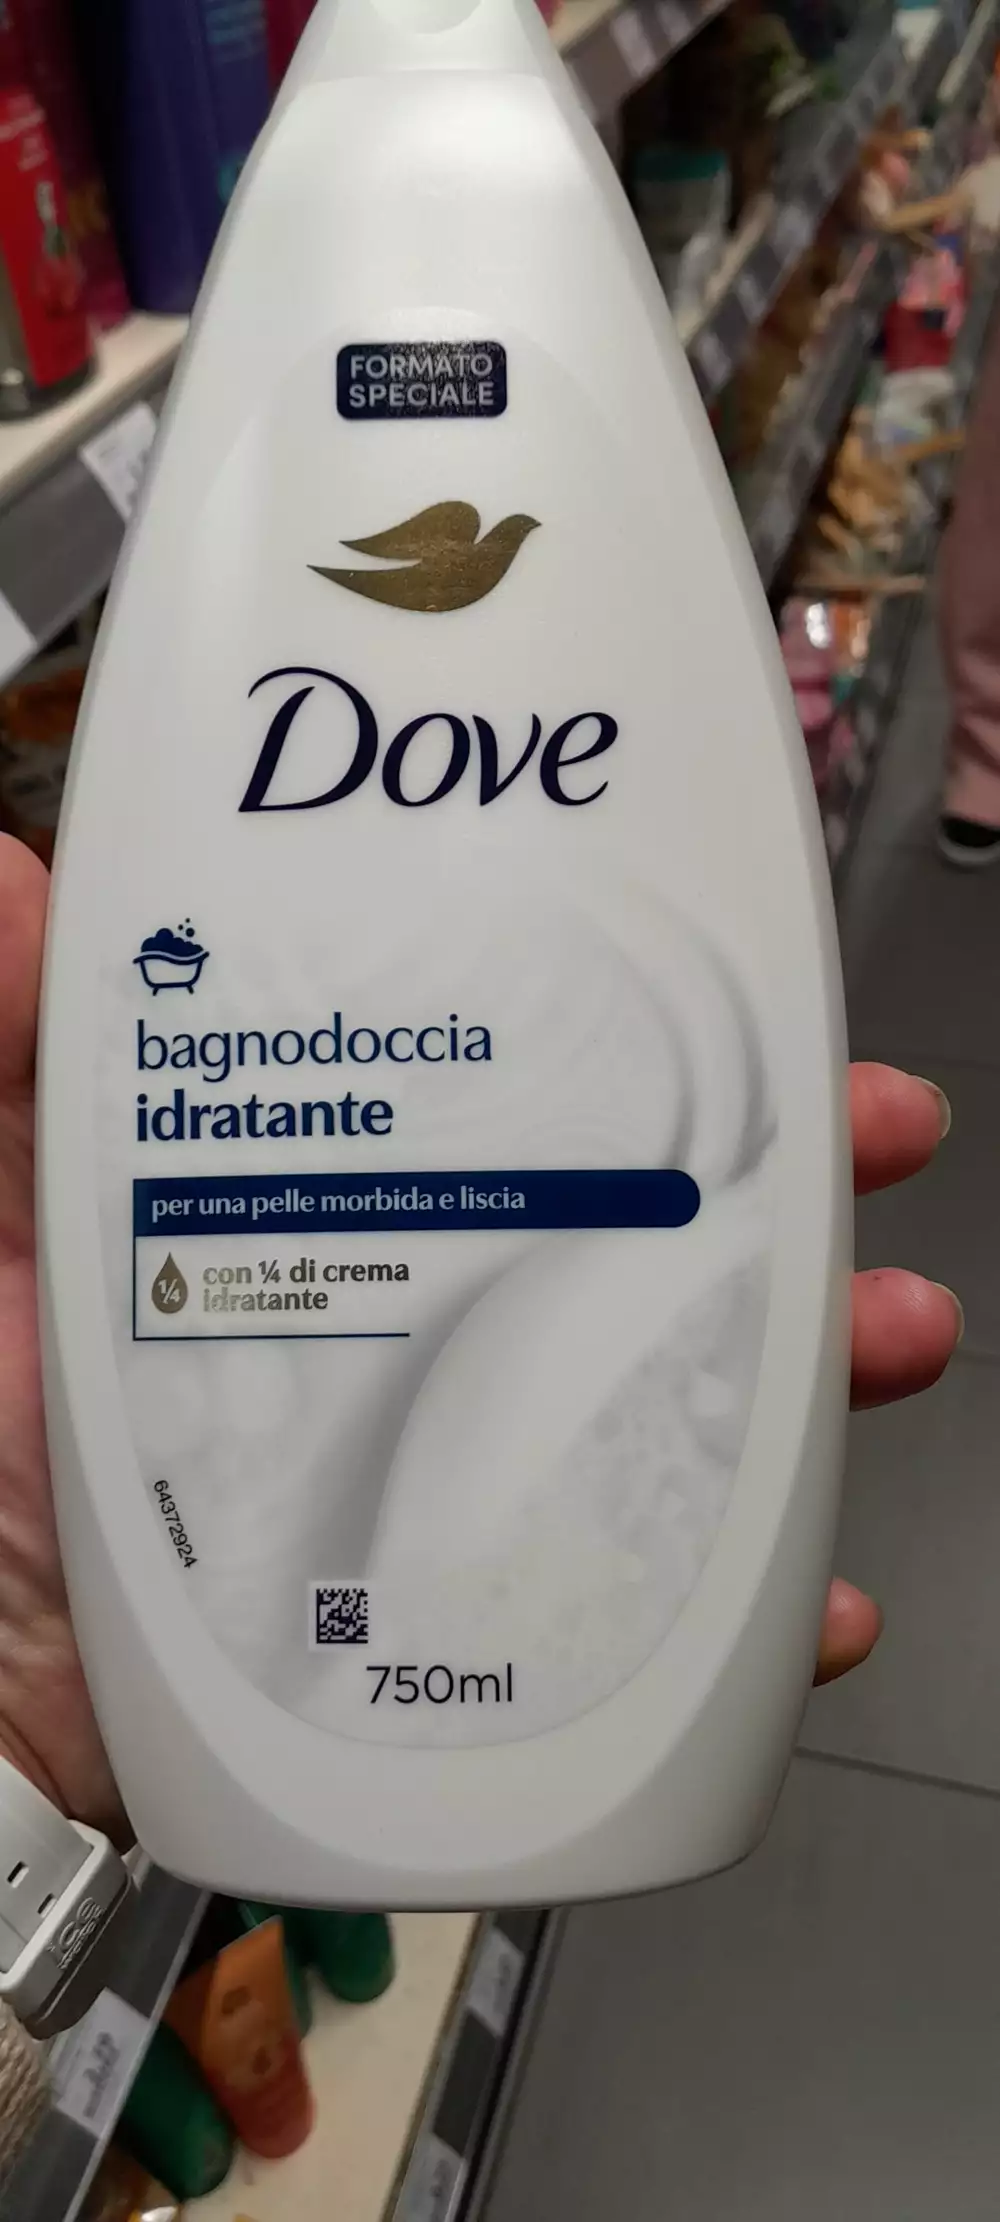 FORMATO
SPECIALE
Dove
bagnodoccia
idratante
per una pelle morbida e liscia
1/4
con ¼ di crema
idratante
64372924
750ml